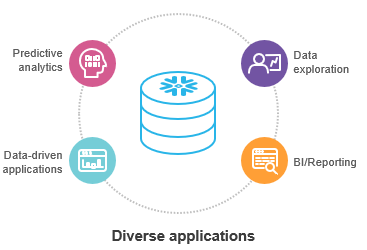 Predictive
analytics
Data
exploration
Data-driven
applications
BI/Reporting
Diverse applications